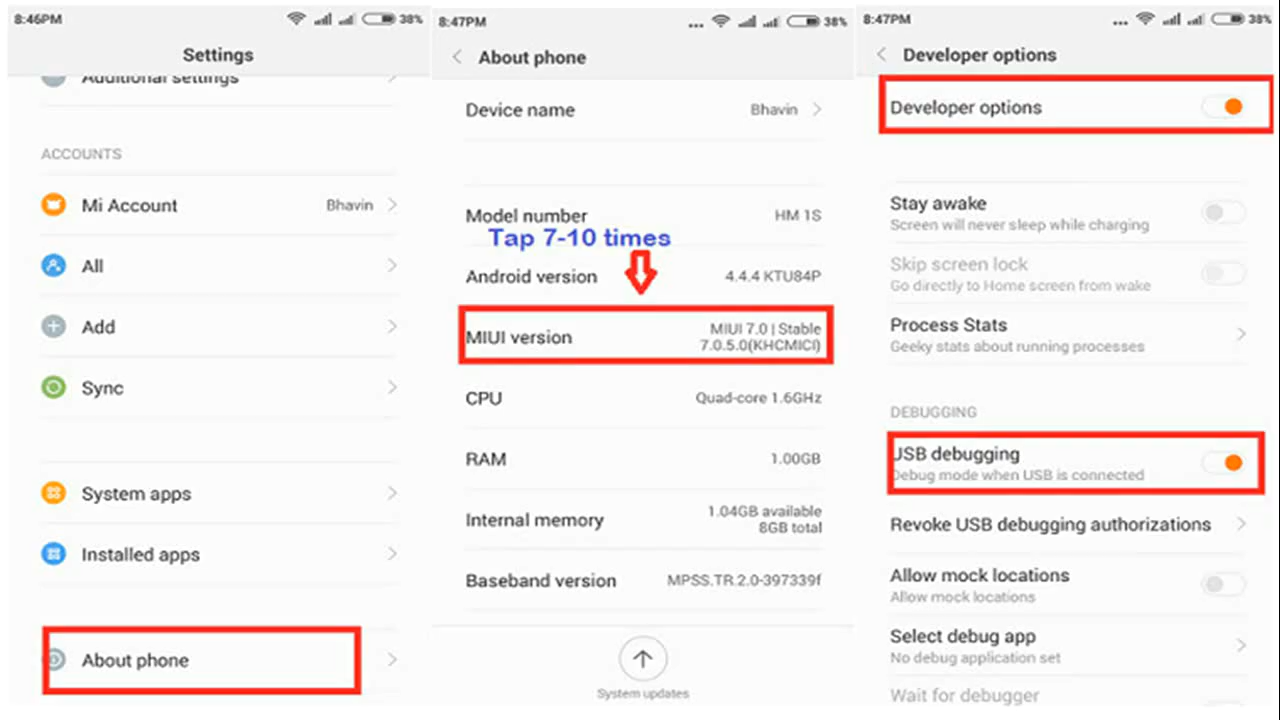 8:46PM
38%
Settings
Additional settings
ACCOUNTS
Mi Account
Bhavin
All
Add
Sync
System apps
Installed apps
About phone
8:47PM
... 38%
About phone
Device name
Bhavin
Model number
HM 1S
Tap 7-10 times
Android version
4.4.4 KTU84P
MIUI version
MIUI 7.0 | Stable
7.0.5.0(KHCMICI)
CPU
Quad-core 1.6GHz
RAM
1.00GB
Internal memory
1.04GB available
8GB total
Baseband version
MPSS.TR.2.0-397339f
System updates
8:47PM
... 38%
Developer options
Developer options
Stay awake
Screen will never sleep while charging
Skip screen lock
Go directly to Home screen from wake
Process Stats
Geeky stats about running processes
DEBUGGING
USB debugging
Debug mode when USB is connected
Revoke USB debugging authorizations
Allow mock locations
Allow mock locations
Select debug app
No debug application set
Wait for debugger